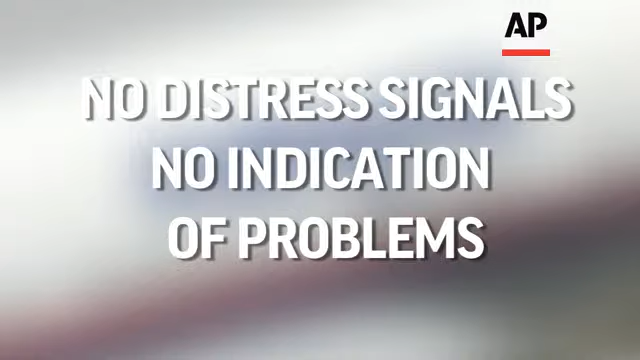 AP
NO DISTRESS SIGNALS
NO INDICATION
OF PROBLEMS